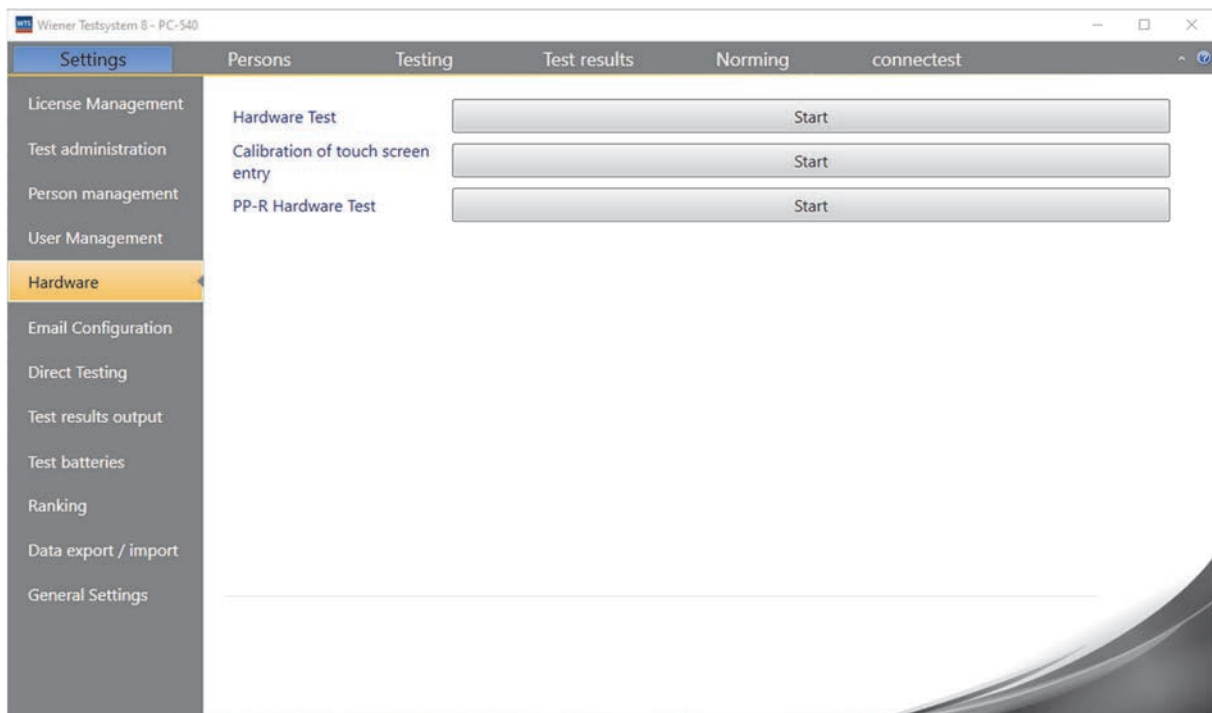 WTS Wiener Testsystem 8 - PC-540
Settings Persons Testing Test results Norming connectest
License Management
Test administration
Person management
User Management
Hardware
Email Configuration
Direct Testing
Test results output
Test batteries
Ranking
Data export / import
General Settings
Hardware Test Start
Calibration of touch screen
entry Start
PP-R Hardware Test Start